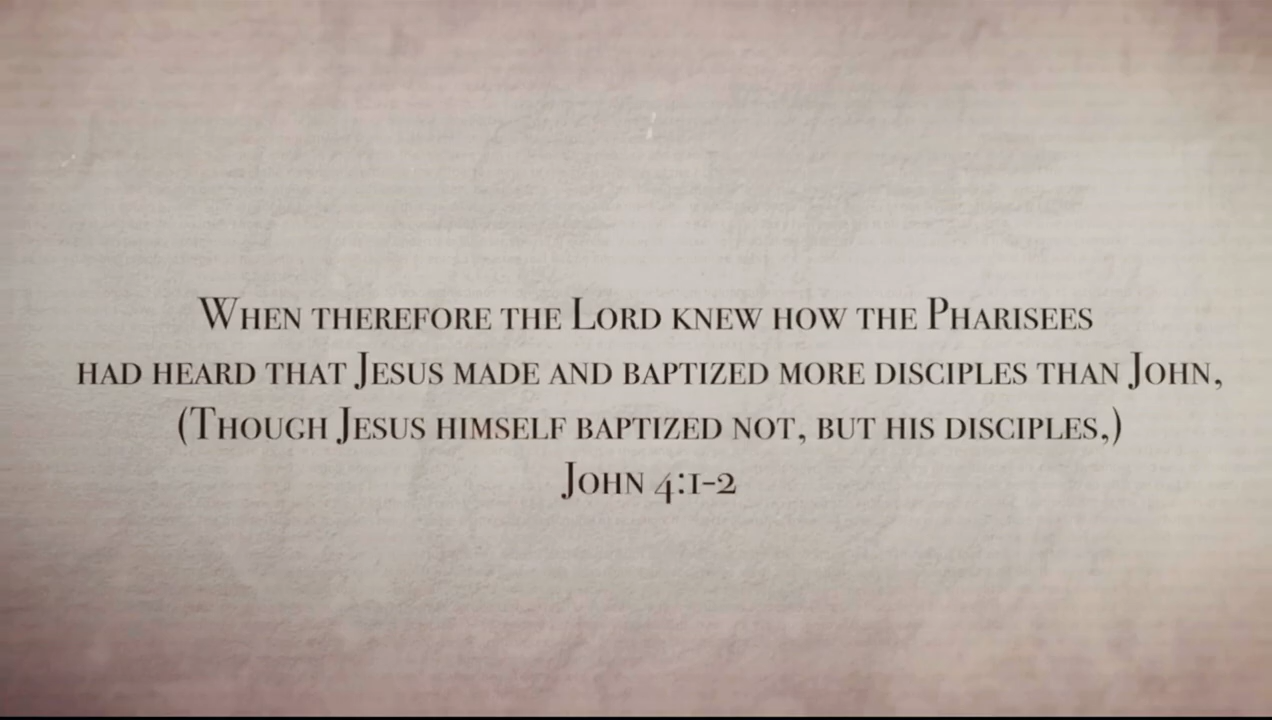 When therefore the Lord knew how the Pharisees
had heard that Jesus made and baptized more disciples than John,
(Though Jesus himself baptized not, but his disciples,)
John 4:1-2